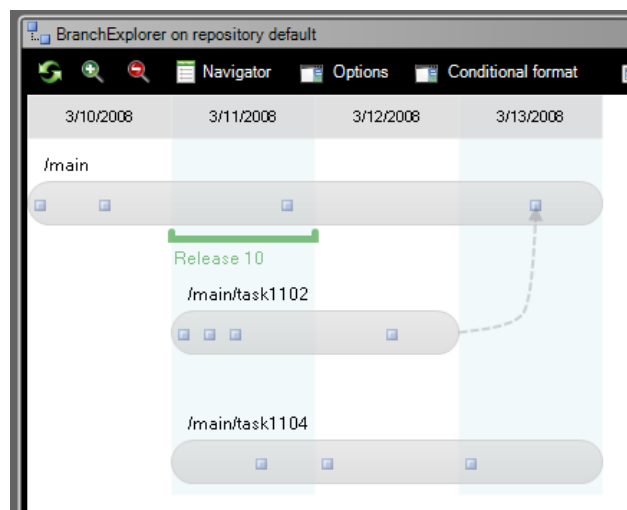 BranchExplorer on repository default
Navigator Options Conditional format
3/10/2008 3/11/2008 3/12/2008 3/13/2008
/main
Release 10
/main/task1102
/main/task1104